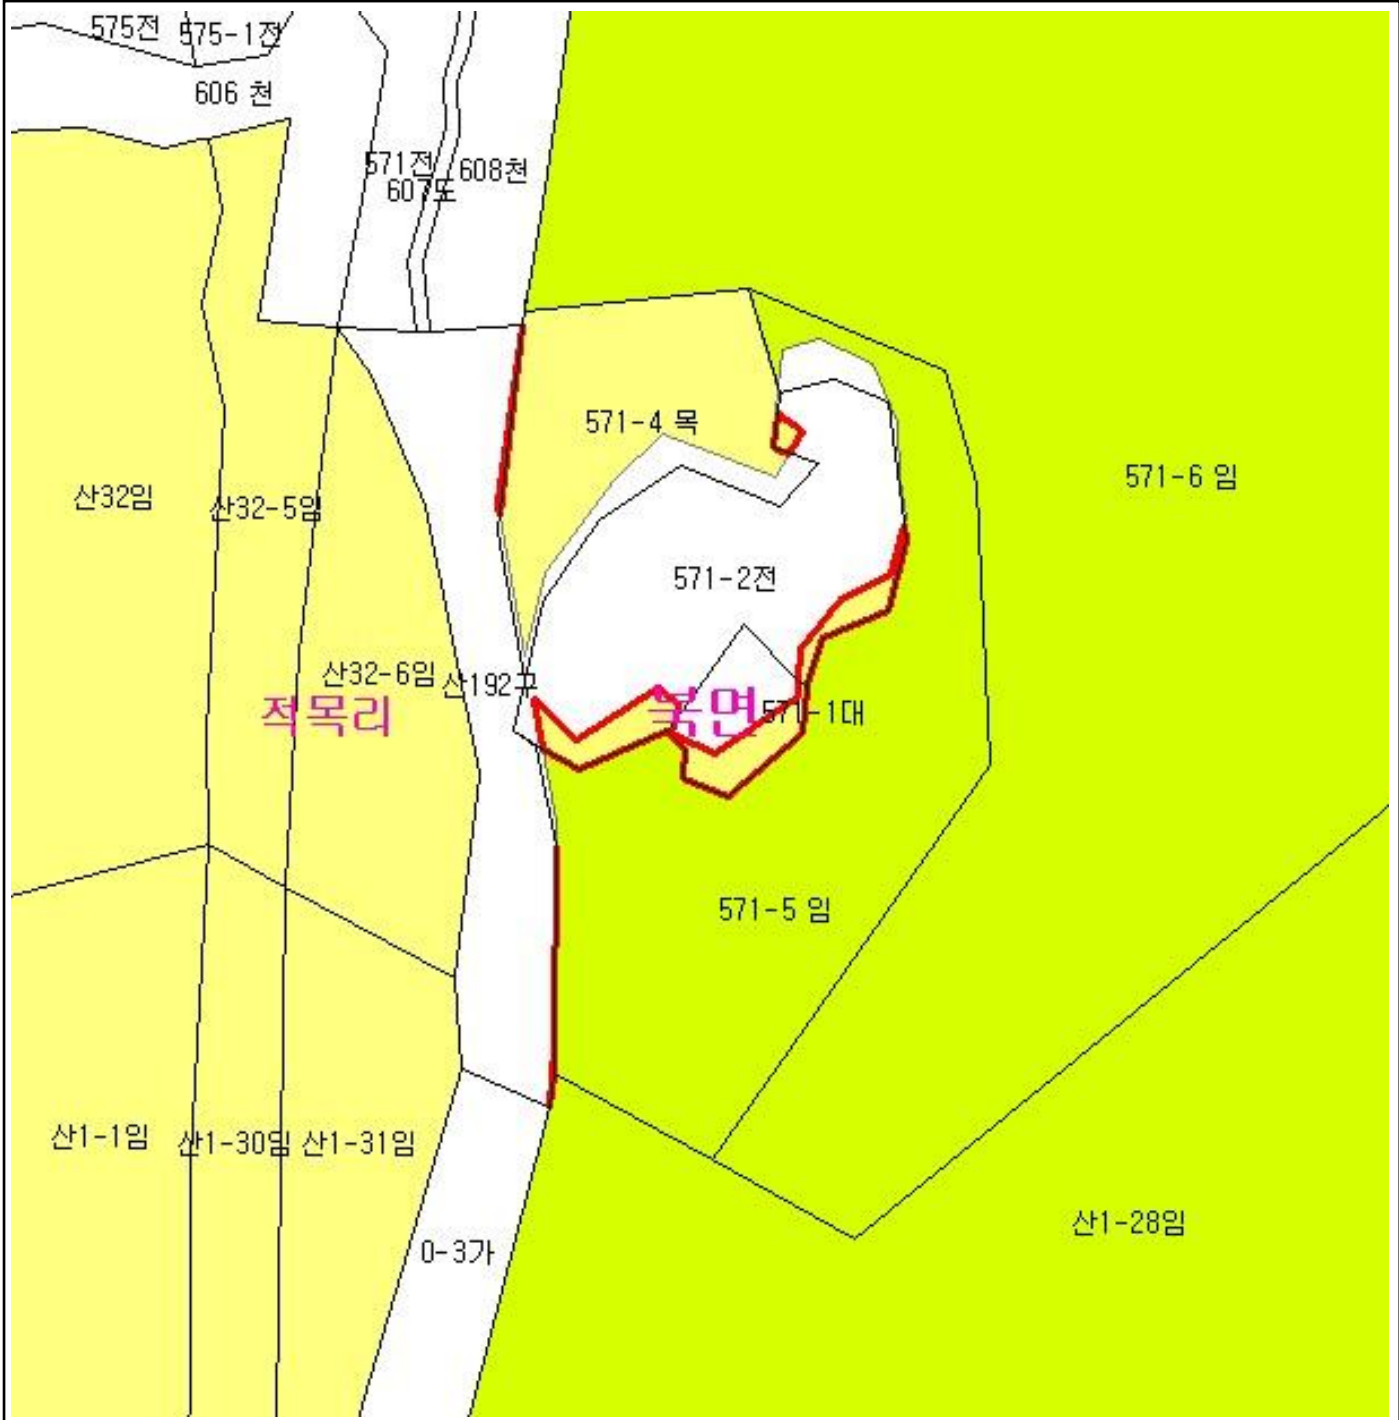 575전
575-1전
606 천
571전
608천
607도
571-4 목
571-6 임
산32임
산32-5임
571-2전
산32-6임
산192구
적목리
북면
571-1대
571-5 임
산1-1임
산1-30임
산1-31임
산1-28임
0-3가